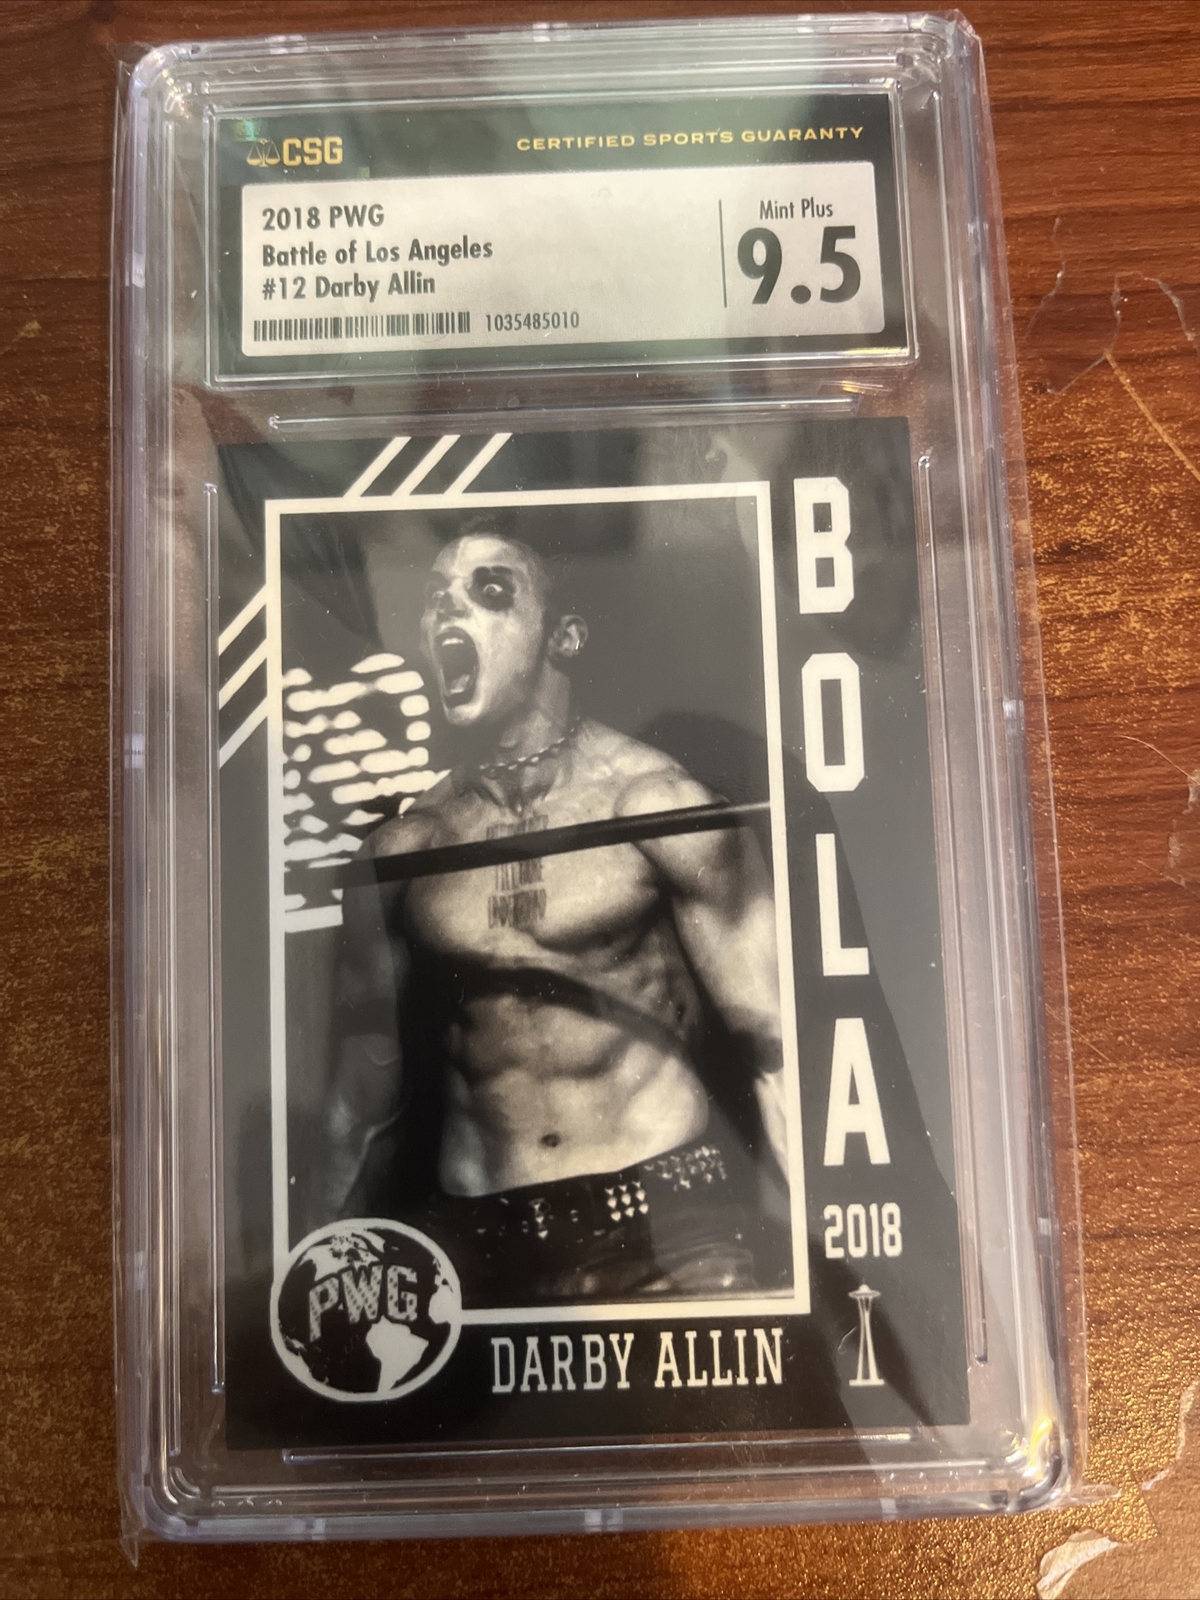 CSG
CERTIFIED SPORTS GUARANTY
2018 PWG
Battle of Los Angeles
#12 Darby Allin
1035485010
Mint Plus
9.5
BOLA
2018
PWG
DARBY ALLIN